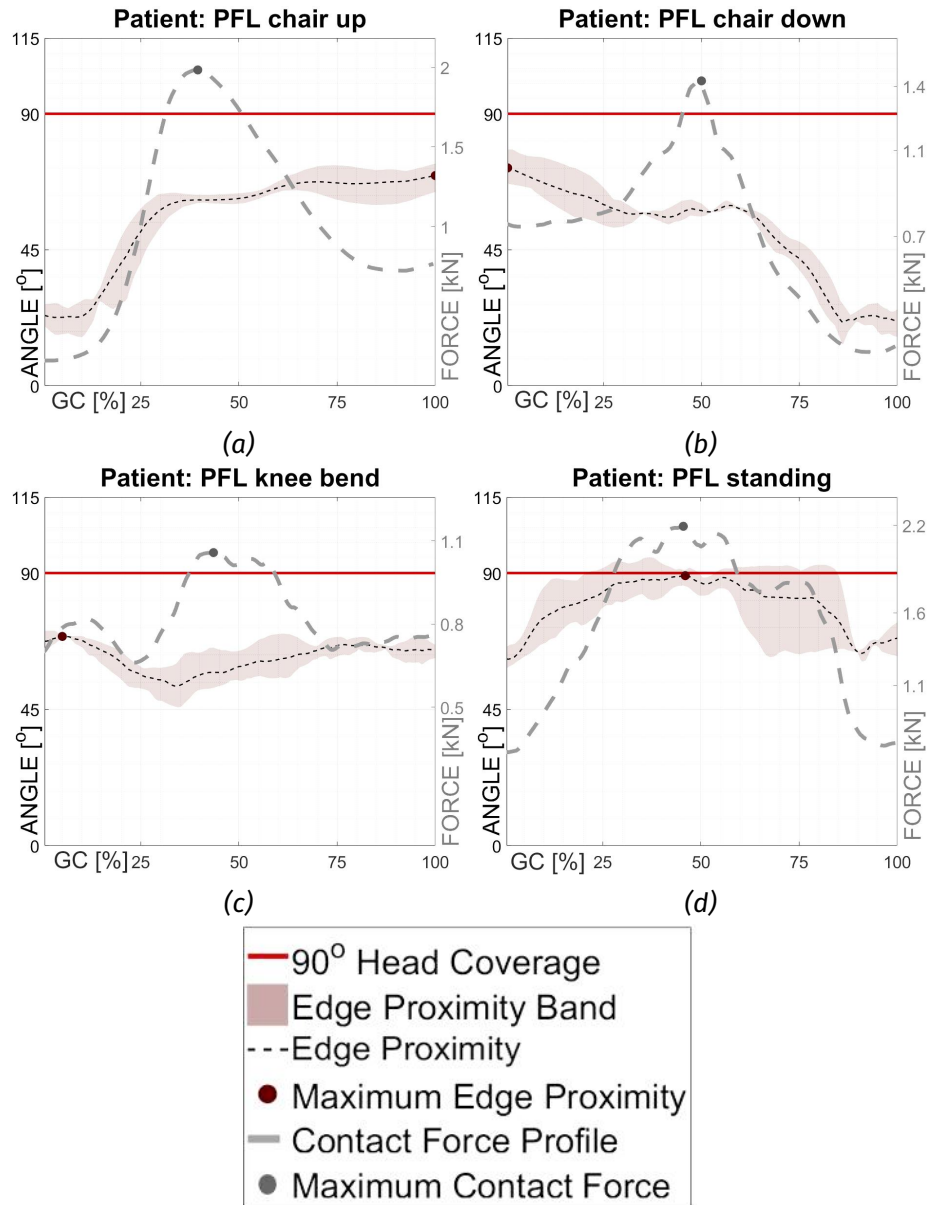 Patient: PFL chair up
115
90
45
0
ANGLE [o]
2
1.5
1
FORCE [kN]
GC [%] 25 50 75 100
(a)
Patient: PFL chair down
115
90
45
0
ANGLE [o]
1.4
1.1
0.7
FORCE [kN]
GC [%] 25 50 75 100
(b)
Patient: PFL knee bend
115
90
45
0
ANGLE [o]
1.1
0.8
0.5
FORCE [kN]
GC [%] 25 50 75 100
(c)
Patient: PFL standing
115
90
45
0
ANGLE [o]
2.2
1.6
1.1
FORCE [kN]
GC [%] 25 50 75 100
(d)
90o Head Coverage
Edge Proximity Band
Edge Proximity
Maximum Edge Proximity
Contact Force Profile
Maximum Contact Force